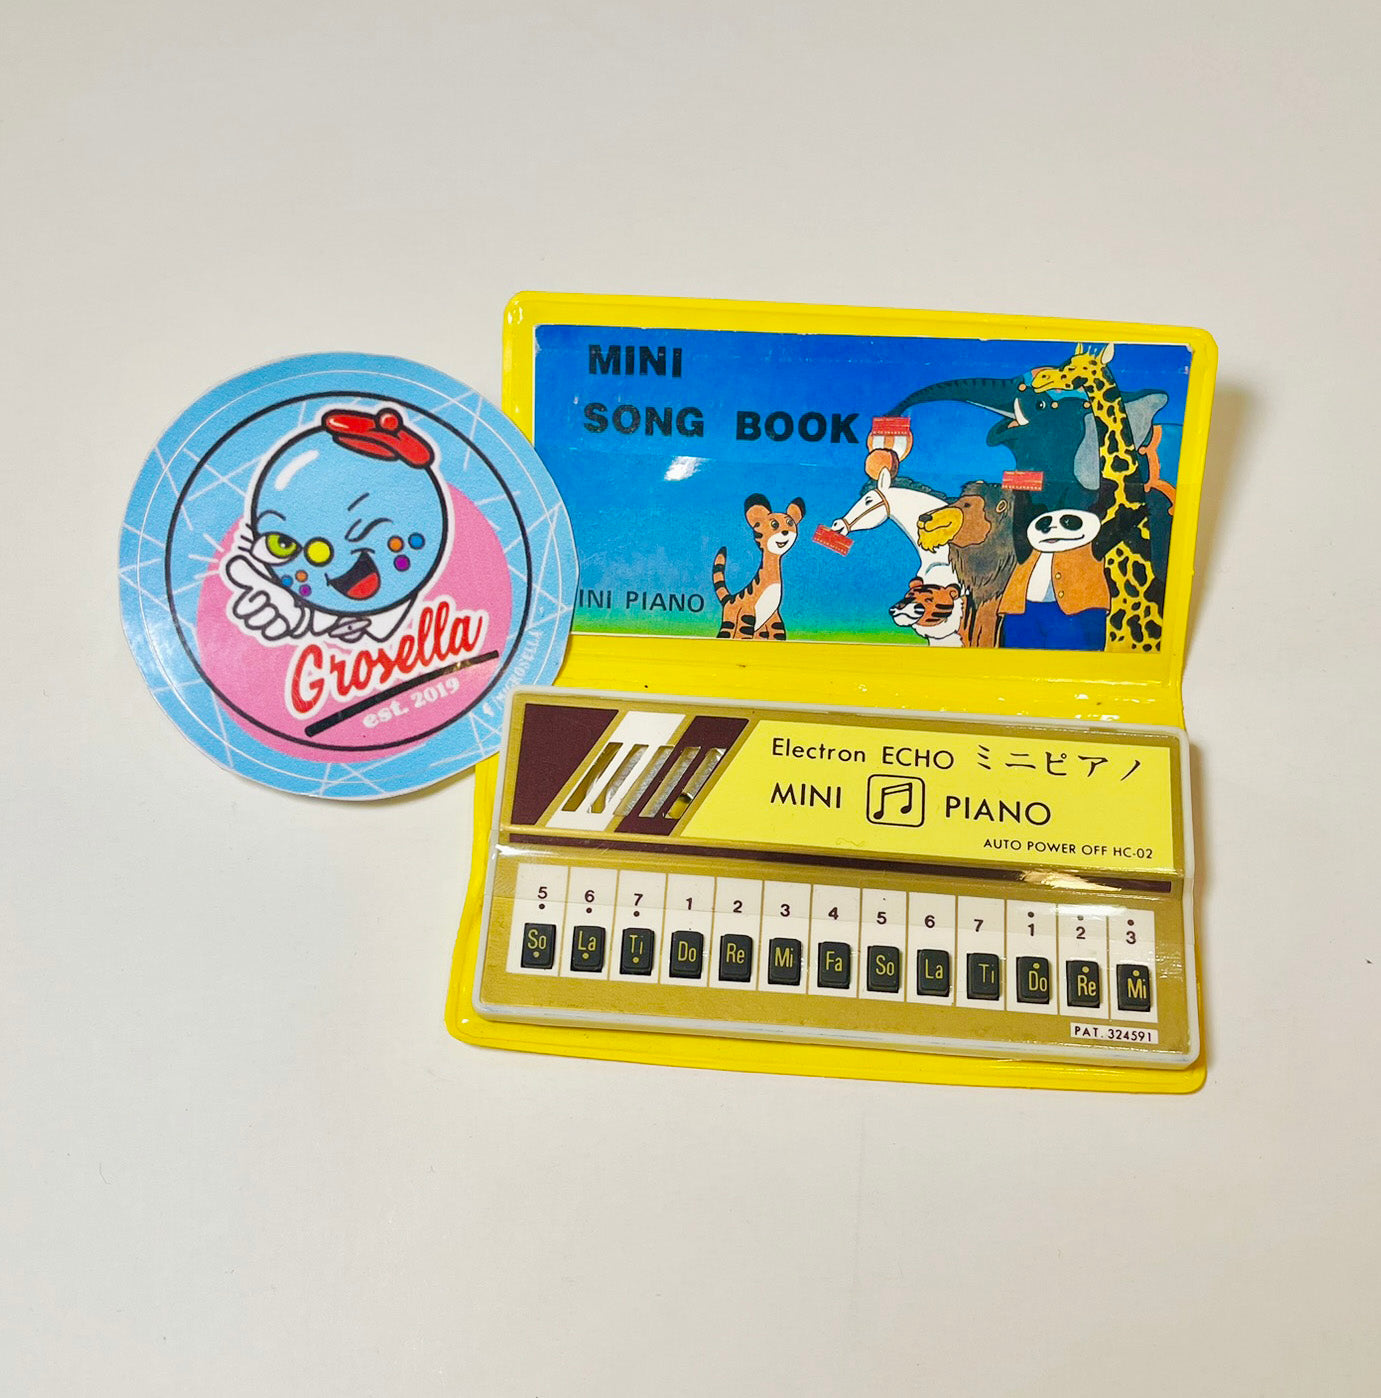 MINI
SONG BOOK
INI PIANO
Grosella
est. 2019
Electron ECHO ミニピアノ
MINI PIANO
AUTO POWER OFF HC-02
5 6 7 1 2 3 4 5 6 7 1 2 3
So La Ti Do Re Mi Fa So La Ti Do Re Mi
PAT. 324591